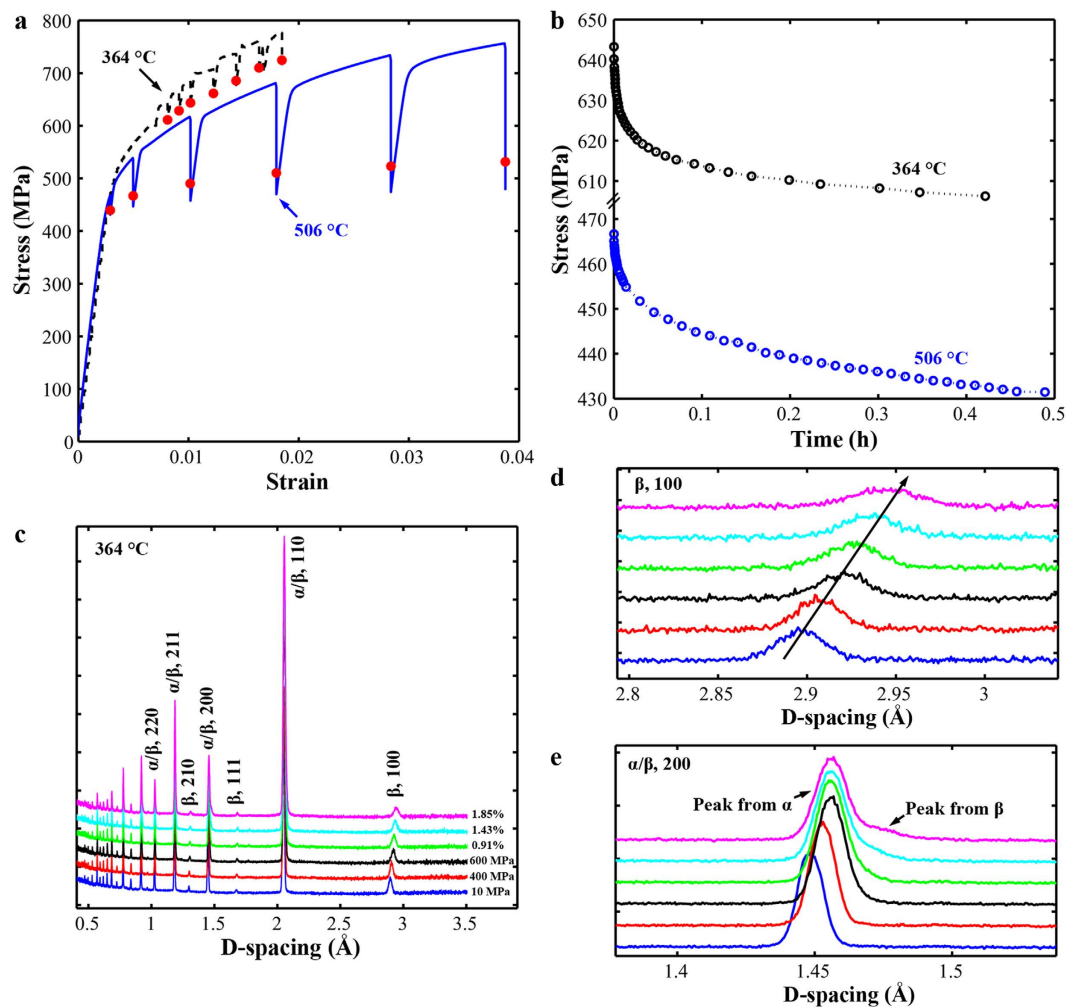 a
800
700
600
500
400
300
200
100
0
Stress (MPa)
364 °C
506 °C
0.01
0.02
0.03
0.04
Strain
b
650
640
630
620
610
470
460
450
440
430
Stress (MPa)
364 °C
506 °C
0
0.1
0.2
0.3
0.4
0.5
Time (h)
c
364 °C
α/β, 220
α/β, 211
β, 210
α/β, 200
β, 111
α/β, 110
β, 100
1.85%
1.43%
0.91%
600 MPa
400 MPa
10 MPa
0.5
1
1.5
2
2.5
3
3.5
D-spacing (Å)
d
β, 100
2.8
2.85
2.9
2.95
3
D-spacing (Å)
e
α/β, 200
Peak from α
Peak from β
1.4
1.45
1.5
D-spacing (Å)